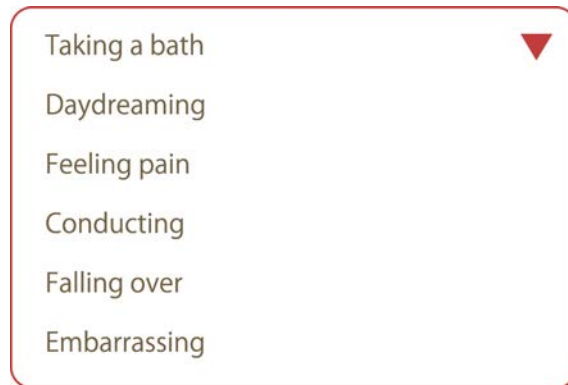 Taking a bath
Daydreaming
Feeling pain
Conducting
Falling over
Embarrassing